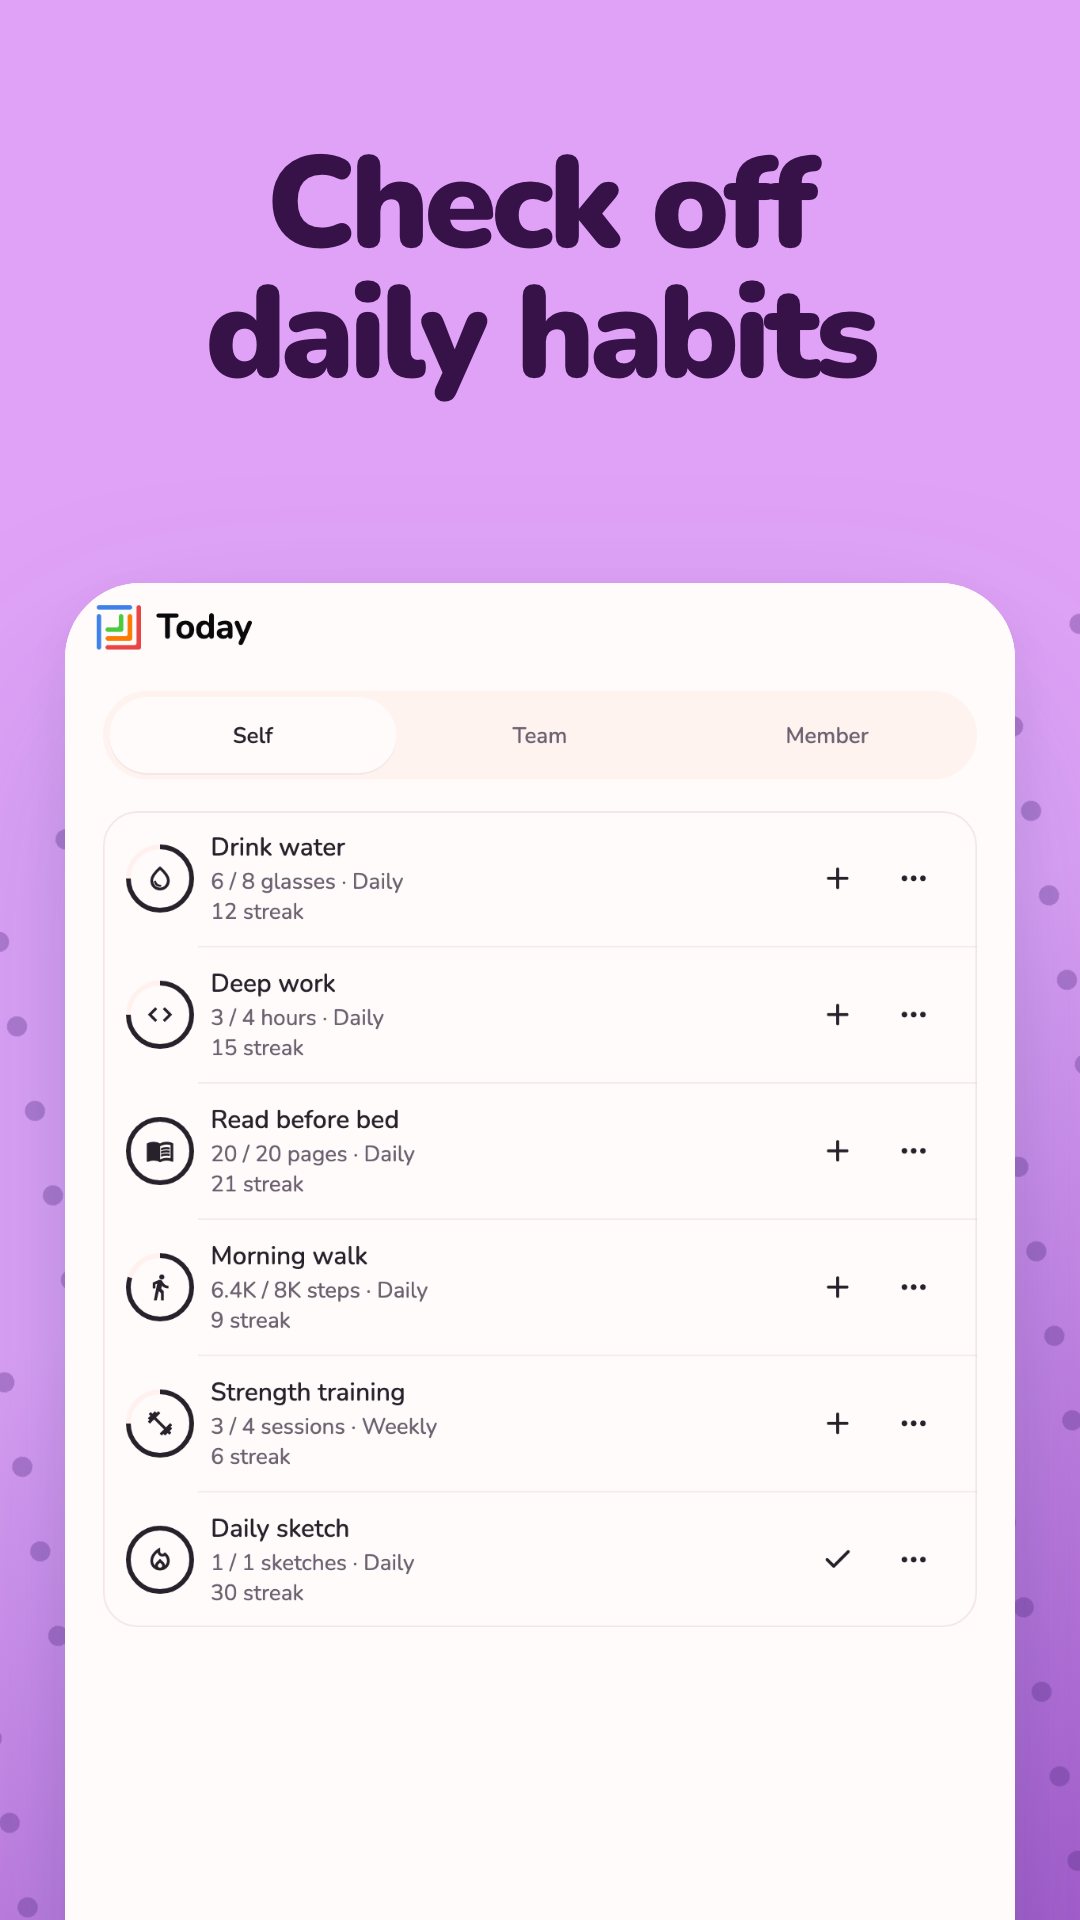 Check off
daily habits
Today
Self Team Member
Drink water
6 / 8 glasses · Daily
12 streak
Deep work
3 / 4 hours · Daily
15 streak
Read before bed
20 / 20 pages · Daily
21 streak
Morning walk
6.4K / 8K steps · Daily
9 streak
Strength training
3 / 4 sessions · Weekly
6 streak
Daily sketch
1 / 1 sketches · Daily
30 streak